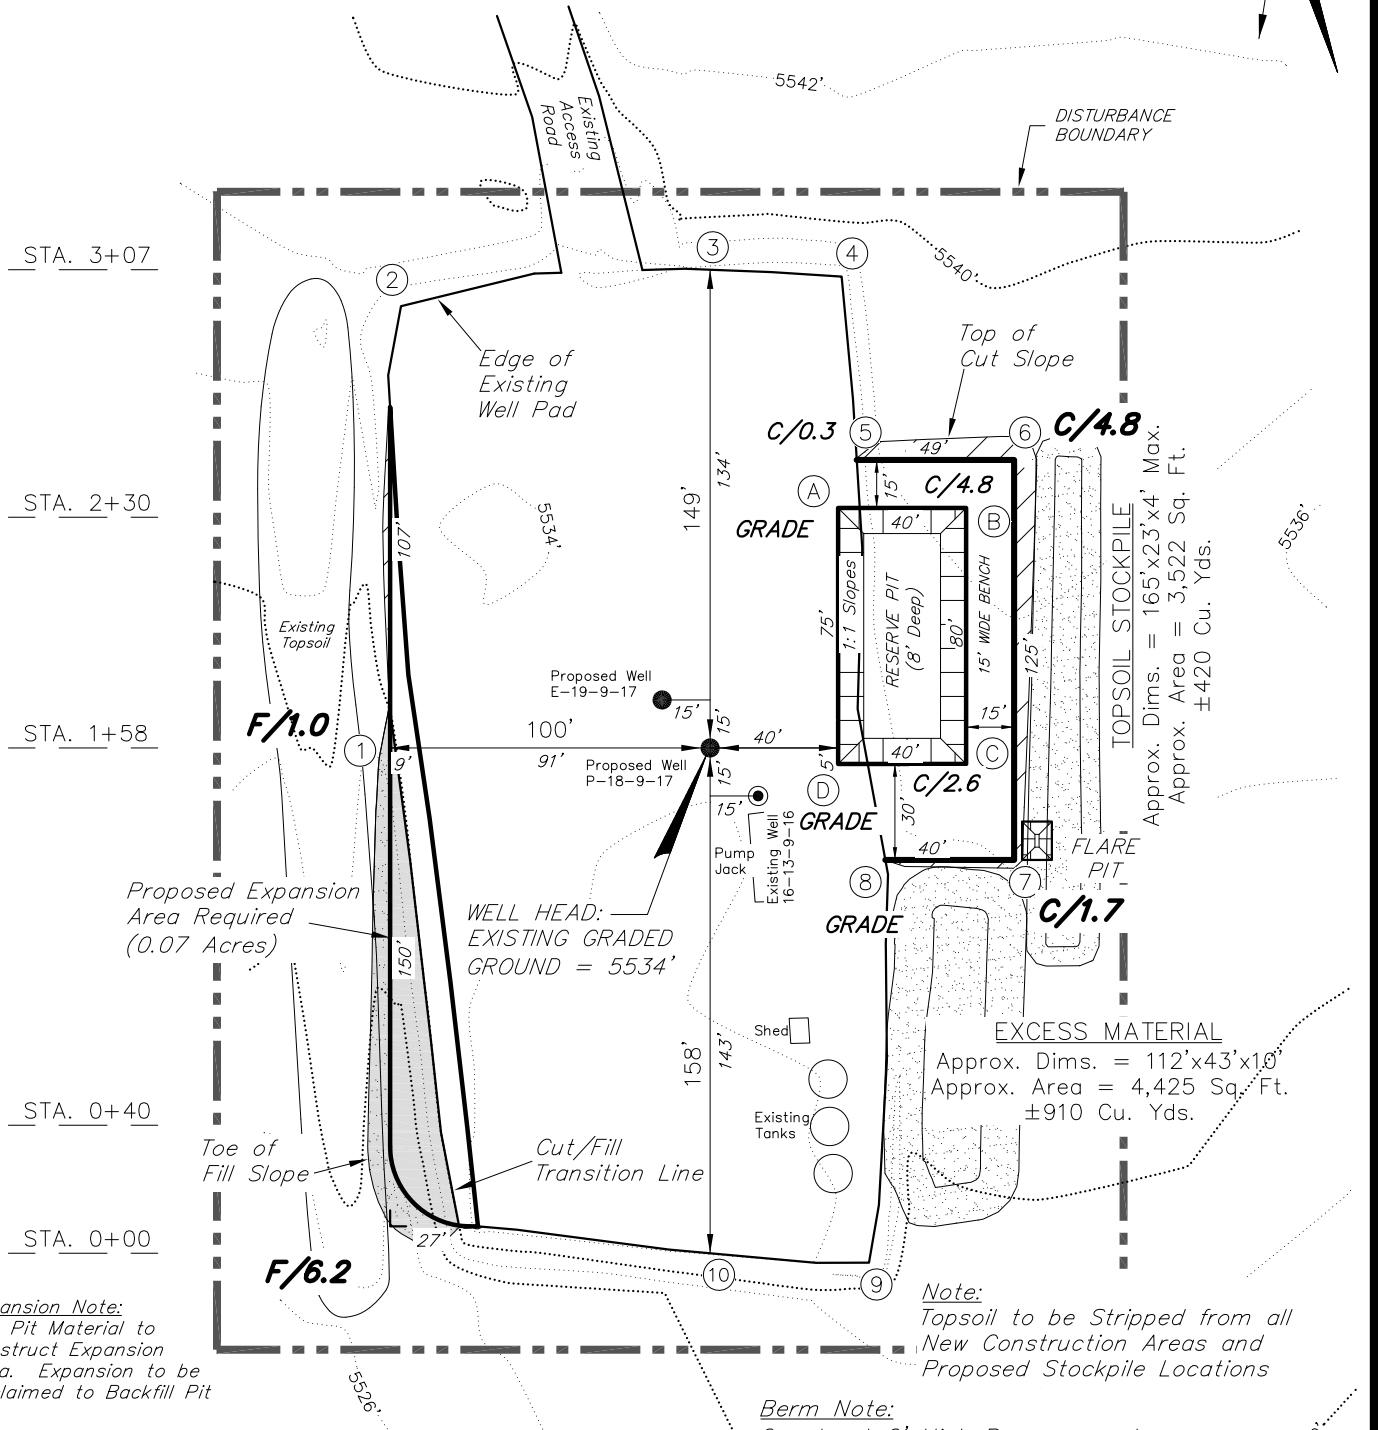 5542'
DISTURBANCE
BOUNDARY
Existing
Access
Road
STA. 3+07
2
3
4
5540'
Top of
Cut Slope
Edge of
Existing
Well Pad
C/0.3
5
6
C/4.8
49'
15'
C/4.8
134'
149'
A
GRADE
40'
B
STA. 2+30
5534'
107'
5536'
TOPSOIL STOCKPILE
Approx. Dims. = 165'x23'x4' Max.
Approx. Area = 3,522 Sq. Ft.
±420 Cu. Yds.
75'
1:1 Slopes
RESERVE PIT
(8' Deep)
80'
15' WIDE BENCH
125'
Existing
Topsoil
Proposed Well
E-19-9-17
15'
15'
F/1.0
STA. 1+58
1
9'
100'
91'
Proposed Well
P-18-9-17
15'
40'
5'
40'
15'
C
C/2.6
D
GRADE
15'
30'
40'
Pump
Jack
Existing Well
16-13-9-16
FLARE
PIT
8
GRADE
7
C/1.7
Proposed Expansion
Area Required
(0.07 Acres)
150'
WELL HEAD:
EXISTING GRADED
GROUND = 5534'
Shed
158'
143'
EXCESS MATERIAL
Approx. Dims. = 112'x43'x10'
Approx. Area = 4,425 Sq. Ft.
±910 Cu. Yds.
STA. 0+40
Existing
Tanks
Toe of
Fill Slope
Cut/Fill
Transition Line
STA. 0+00
27'
F/6.2
10
9
ansion Note:
Pit Material to
struct Expansion
a. Expansion to be
laimed to Backfill Pit
5526'
Note:
Topsoil to be Stripped from all
New Construction Areas and
Proposed Stockpile Locations
Berm Note: